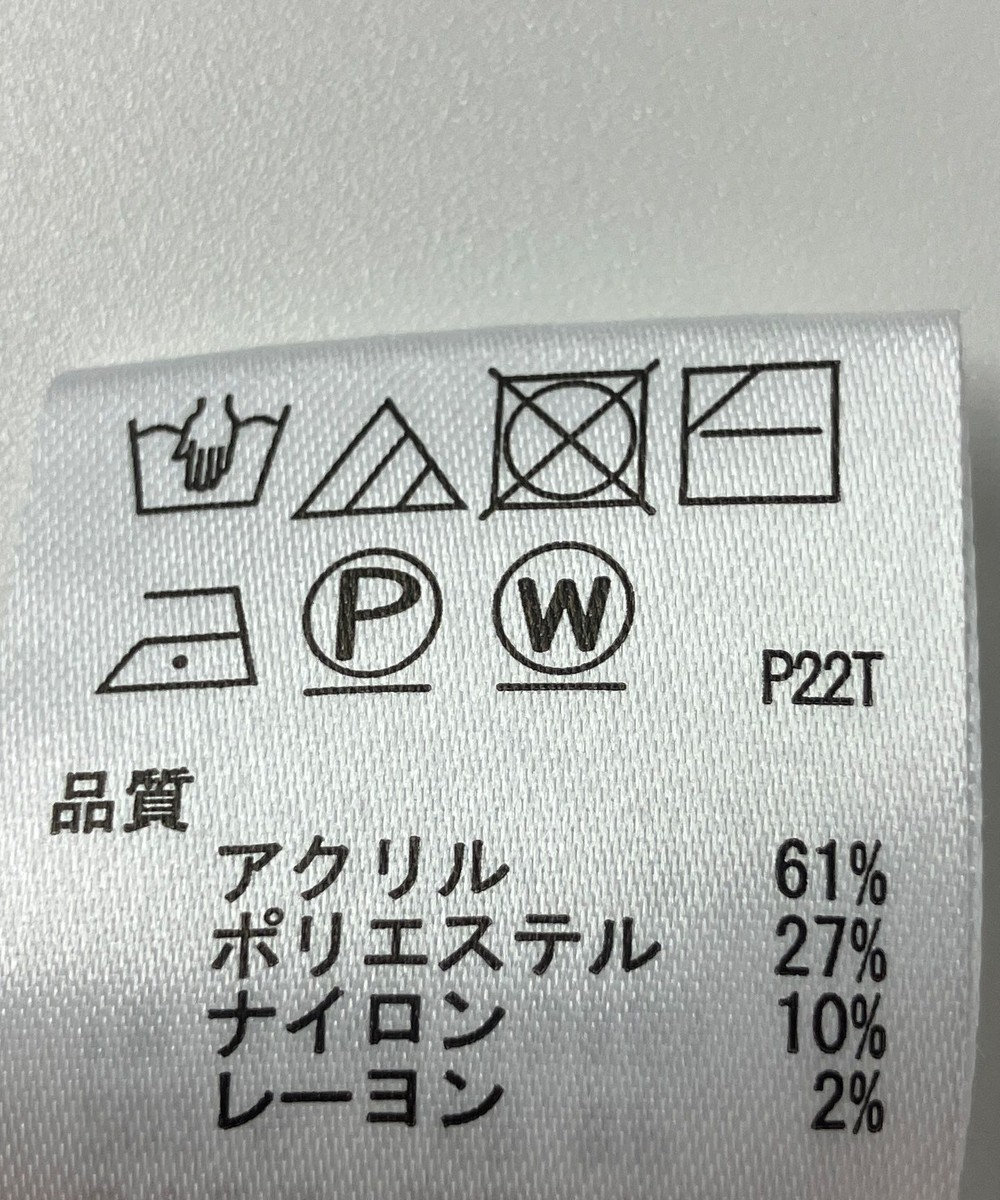 P W P22T
品質
アクリル 61%
ポリエステル 27%
ナイロン 10%
レーヨン 2%